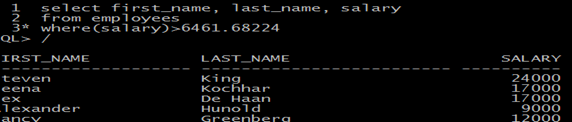 1 select first_name, last_name, salary
2 from employees
3* where(salary)>6461.68224
QL> /
IRST_NAME LAST_NAME SALARY
-------------------- ------------------------- ----------
teven King 24000
eena Kochhar 17000
ex De Haan 17000
lexander Hunold 9000
ancy Greenberg 12000